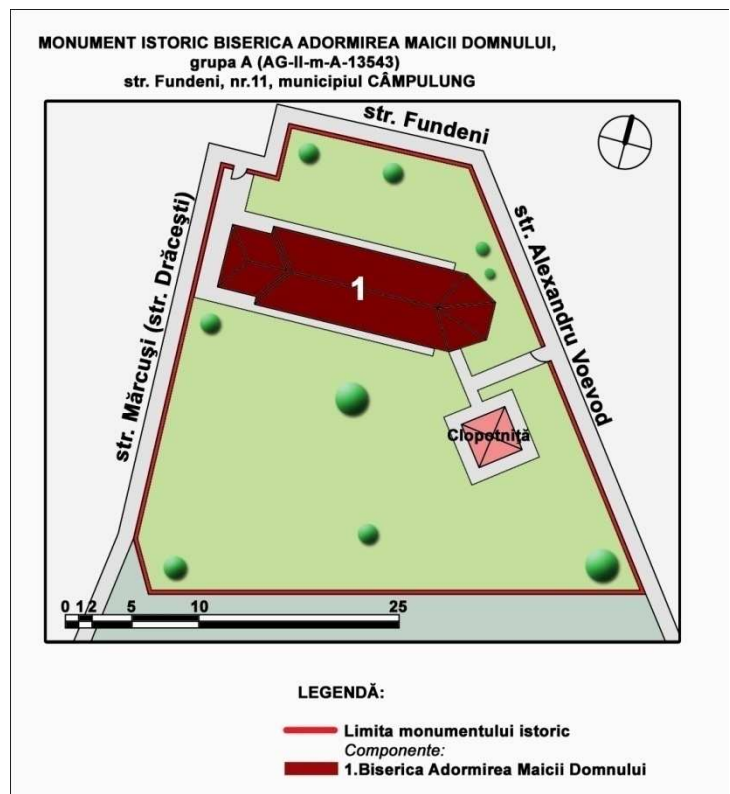 MONUMENT ISTORIC BISERICA ADORMIREA MAICII DOMNULUI,
grupa A (AG-II-m-A-13543)
str. Fundeni, nr.11, municipiul CÂMPULUNG
str. Fundeni
str. Mărcuşi (str. Drăceşti)
str. Alexandru Voevod
1
Clopotniţă
0 1 2 5 10 25
LEGENDĂ:
Limita monumentului istoric
Componente:
1.Biserica Adormirea Maicii Domnului